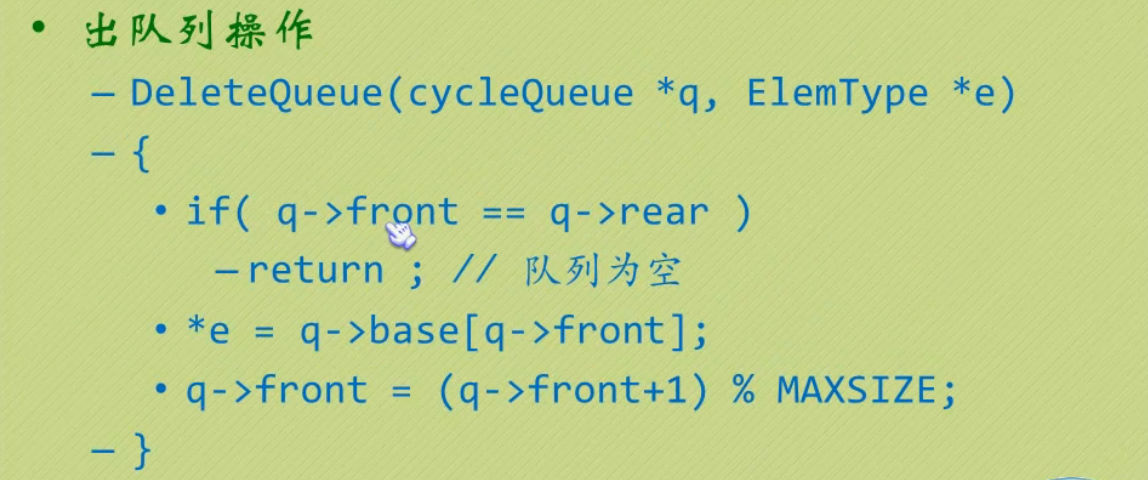 • 出队列操作
– DeleteQueue(cycleQueue *q, ElemType *e)
– {
• if( q->front == q->rear )
– return ; // 队列为空
• *e = q->base[q->front];
• q->front = (q->front+1) % MAXSIZE;
– }